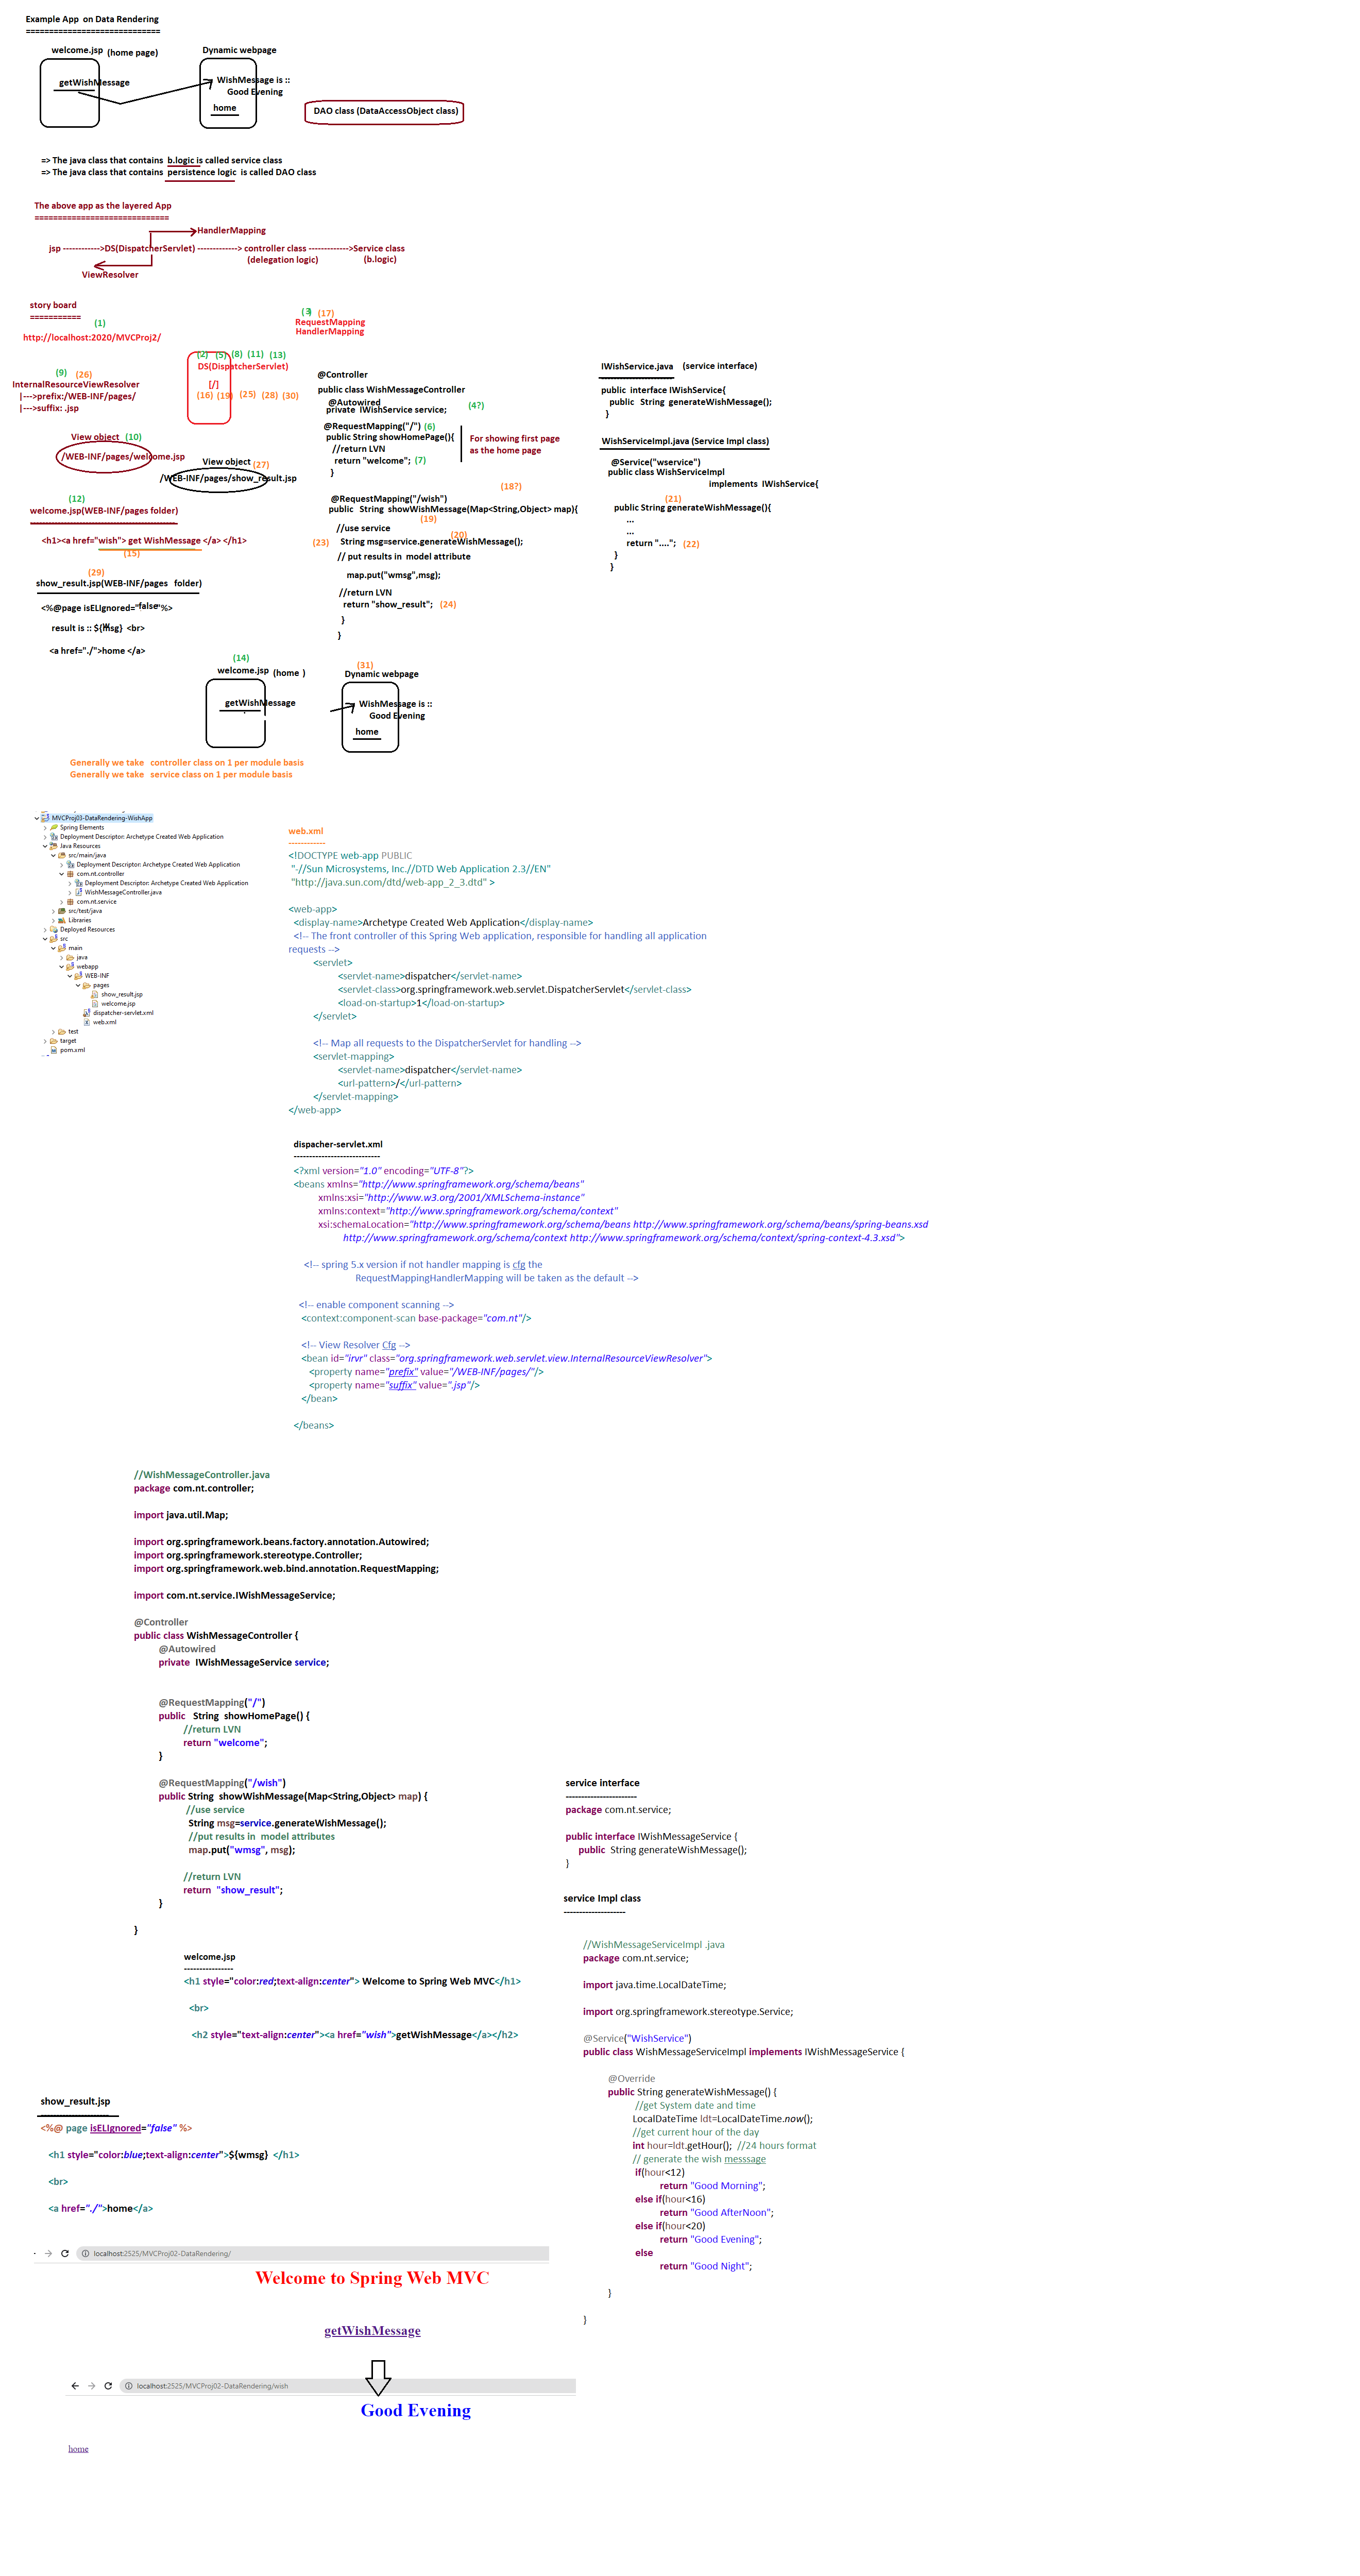 Example App  on Data Rendering
=============================
welcome.jsp (home page)
Dynamic webpage
getWishMessage
WishMessage is ::
Good Evening
home
DAO class (DataAccessObject class)
=> The java class that contains  b.logic is called service class
=> The java class that contains  persistence logic  is called DAO class
The above app as the layered App
=============================
HandlerMapping
jsp ------------>DS(DispatcherServlet) -------------> controller class ------------->Service class
(delegation logic)
(b.logic)
ViewResolver
story board
===========
(1)
http://localhost:2020/MVCProj2/
(3) (17)
RequestMapping
HandlerMapping
(2) (5) (8) (11) (13)
DS(DispatcherServlet)
[/]
(16) (19) (25) (28) (30)
(9) (26)
InternalResourceViewResolver
|--->prefix:/WEB-INF/pages/
|--->suffix: .jsp
View object (10)
/WEB-INF/pages/welcome.jsp
View object (27)
/WEB-INF/pages/show_result.jsp
(12)
welcome.jsp(WEB-INF/pages folder)
<h1><a href="wish"> get WishMessage </a> </h1>
(15)
(29)
show_result.jsp(WEB-INF/pages  folder)
<%@page isELIgnored="false"%>
result is :: ${wmsg}  <br>
<a href="./">home </a>
@Controller
public class WishMessageController
@Autowired
private  IWishService service;
(4?)
@RequestMapping("/") (6)
public String showHomePage(){
//return LVN
return "welcome"; (7)
}
For showing first page
as the home page
(18?)
@RequestMapping("/wish")
public  String  showWishMessage(Map<String,Object> map){
(19)
//use service
(20)
(23) String msg=service.generateWishMessage();
// put results in  model attribute
map.put("wmsg",msg);
//return LVN
return "show_result"; (24)
}
}
IWishService.java (service interface)
public  interface IWishService{
public  String  generateWishMessage();
}
WishServiceImpl.java (Service Impl class)
@Service("wservice")
public class WishServiceImpl
implements  IWishService{
(21)
public String generateWishMessage(){
...
...
return "...."; (22)
}
}
(14)
welcome.jsp (home )
getWishMessage
(31)
Dynamic webpage
WishMessage is ::
Good Evening
home
Generally we take  controller class on 1 per module basis
Generally we take  service class on 1 per module basis
MVCProj03-DataRendering-WishApp
Spring Elements
Deployment Descriptor: Archetype Created Web Application
Java Resources
src/main/java
Deployment Descriptor: Archetype Created Web Application
com.nt.controller
Deployment Descriptor: Archetype Created Web Application
WishMessageController.java
com.nt.service
src/test/java
Libraries
Deployed Resources
src
main
java
webapp
WEB-INF
pages
show_result.jsp
welcome.jsp
dispatcher-servlet.xml
web.xml
test
target
pom.xml
web.xml
------------
<!DOCTYPE web-app PUBLIC
"-//Sun Microsystems, Inc.//DTD Web Application 2.3//EN"
"http://java.sun.com/dtd/web-app_2_3.dtd" >
<web-app>
<display-name>Archetype Created Web Application</display-name>
<!-- The front controller of this Spring Web application, responsible for handling all application
requests -->
<servlet>
<servlet-name>dispatcher</servlet-name>
<servlet-class>org.springframework.web.servlet.DispatcherServlet</servlet-class>
<load-on-startup>1</load-on-startup>
</servlet>
<!-- Map all requests to the DispatcherServlet for handling -->
<servlet-mapping>
<servlet-name>dispatcher</servlet-name>
<url-pattern>/</url-pattern>
</servlet-mapping>
</web-app>
dispacher-servlet.xml
----------------------------
<?xml version="1.0" encoding="UTF-8"?>
<beans xmlns="http://www.springframework.org/schema/beans"
xmlns:xsi="http://www.w3.org/2001/XMLSchema-instance"
xmlns:context="http://www.springframework.org/schema/context"
xsi:schemaLocation="http://www.springframework.org/schema/beans http://www.springframework.org/schema/beans/spring-beans.xsd
http://www.springframework.org/schema/context http://www.springframework.org/schema/context/spring-context-4.3.xsd">
<!-- spring 5.x version if not handler mapping is cfg the
RequestMappingHandlerMapping will be taken as the default -->
<!-- enable component scanning -->
<context:component-scan base-package="com.nt"/>
<!-- View Resolver Cfg -->
<bean id="irvr" class="org.springframework.web.servlet.view.InternalResourceViewResolver">
<property name="prefix" value="/WEB-INF/pages/"/>
<property name="suffix" value=".jsp"/>
</bean>
</beans>
//WishMessageController.java
package com.nt.controller;
import java.util.Map;
import org.springframework.beans.factory.annotation.Autowired;
import org.springframework.stereotype.Controller;
import org.springframework.web.bind.annotation.RequestMapping;
import com.nt.service.IWishMessageService;
@Controller
public class WishMessageController {
@Autowired
private  IWishMessageService service;
@RequestMapping("/")
public  String  showHomePage() {
//return LVN
return "welcome";
}
@RequestMapping("/wish")
public String  showWishMessage(Map<String,Object> map) {
//use service
String msg=service.generateWishMessage();
//put results in  model attributes
map.put("wmsg", msg);
//return LVN
return  "show_result";
}
}
service interface
-----------------------
package com.nt.service;
public interface IWishMessageService {
public  String generateWishMessage();
}
service Impl class
--------------------
//WishMessageServiceImpl .java
package com.nt.service;
import java.time.LocalDateTime;
import org.springframework.stereotype.Service;
@Service("WishService")
public class WishMessageServiceImpl implements IWishMessageService {
@Override
public String generateWishMessage() {
//get System date and time
LocalDateTime ldt=LocalDateTime.now();
//get current hour of the day
int hour=ldt.getHour();  //24 hours format
// generate the wish messsage
if(hour<12)
return "Good Morning";
else if(hour<16)
return "Good AfterNoon";
else if(hour<20)
return "Good Evening";
else
return "Good Night";
}
}
welcome.jsp
----------------
<h1 style="color:red;text-align:center"> Welcome to Spring Web MVC</h1>
<br>
<h2 style="text-align:center"><a href="wish">getWishMessage</a></h2>
show_result.jsp
----------------------
<%@ page isELIgnored="false" %>
<h1 style="color:blue;text-align:center">${wmsg}  </h1>
<br>
<a href="./">home</a>
localhost:2525/MVCProj02-DataRendering/
Welcome to Spring Web MVC
getWishMessage
localhost:2525/MVCProj02-DataRendering/wish
Good Evening
home